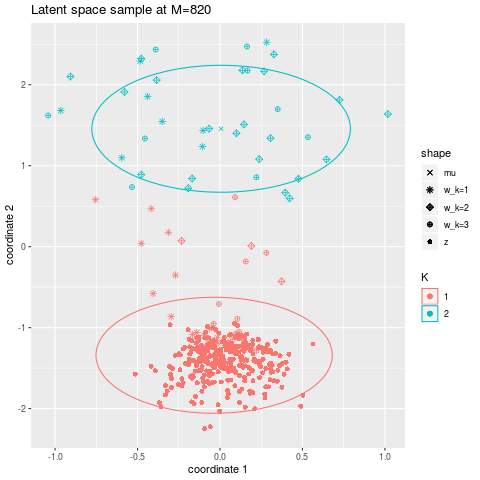 Latent space sample at M=820
2
1
0
-1
-2
-1.0 -0.5 0.0 0.5 1.0
coordinate 1
coordinate 2
shape
mu
w_k=1
w_k=2
w_k=3
z
K
1
2